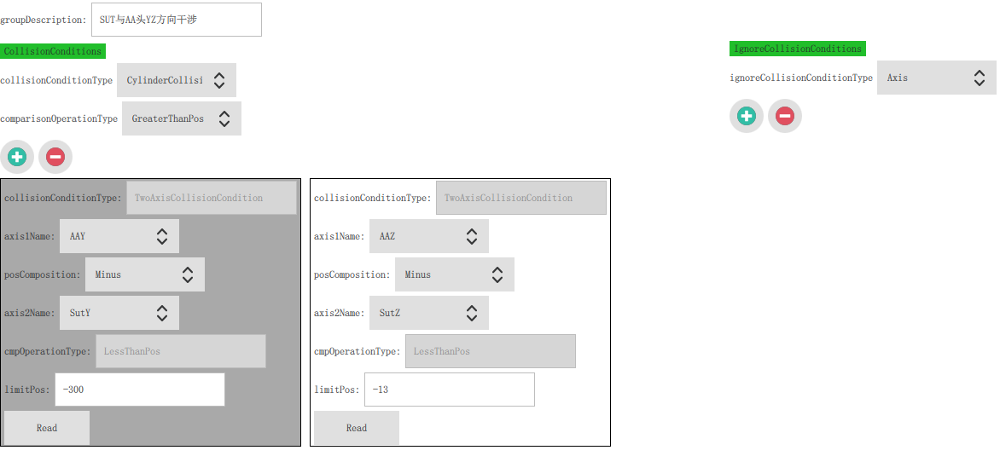 groupDescription: SUT与AA头YZ方向干涉
CollisionConditions
collisionConditionType CylinderCollisi
comparisonOperationType GreaterThanPos
IgnoreCollisionConditions
ignoreCollisionConditionType Axis
collisionConditionType: TwoAxisCollisionCondition
axis1Name: AAY
posComposition: Minus
axis2Name: SutY
cmpOperationType: LessThanPos
limitPos: -300
Read
collisionConditionType: TwoAxisCollisionCondition
axis1Name: AAZ
posComposition: Minus
axis2Name: SutZ
cmpOperationType: LessThanPos
limitPos: -13
Read